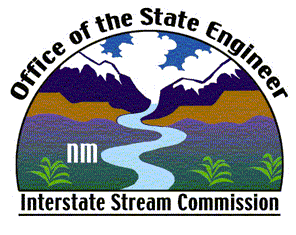 Office of the State Engineer
nm
Interstate Stream Commission